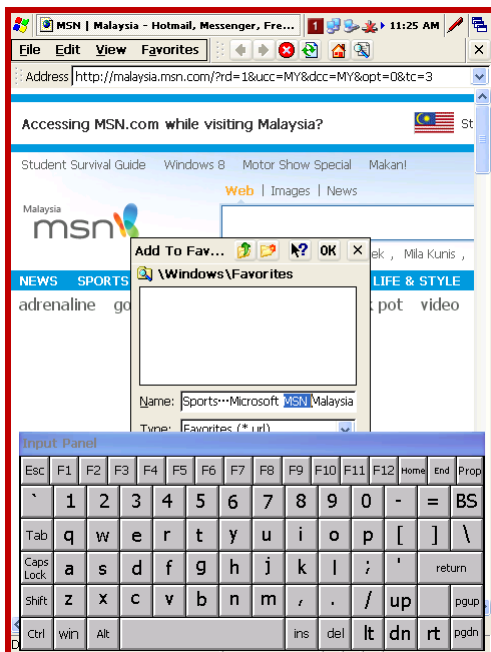 MSN | Malaysia - Hotmail, Messenger, Fre... 1 11:25 AM
File Edit View Favorites
Address http://malaysia.msn.com/?rd=1&ucc=MY&dcc=MY&opt=0&tc=3
Accessing MSN.com while visiting Malaysia? St
Student Survival Guide Windows 8 Motor Show Special Makan!
Web | Images | News
Malaysia
msn
Add To Fav... OK
ek , Mila Kunis ,
\Windows\Favorites
NEWS SPORTS LIFE & STYLE
adrenaline go pot video
Name: Sports···Microsoft MSN Malaysia
Type: Favorites (*.url)
Input Panel
Esc F1 F2 F3 F4 F5 F6 F7 F8 F9 F10 F11 F12 Home End Prop
` 1 2 3 4 5 6 7 8 9 0 - = BS
Tab q w e r t y u i o p [ ] \
Caps Lock a s d f g h j k l ; ' return
Shift z x c v b n m , . / up pgup
Ctrl win Alt ins del lt dn rt pgdn